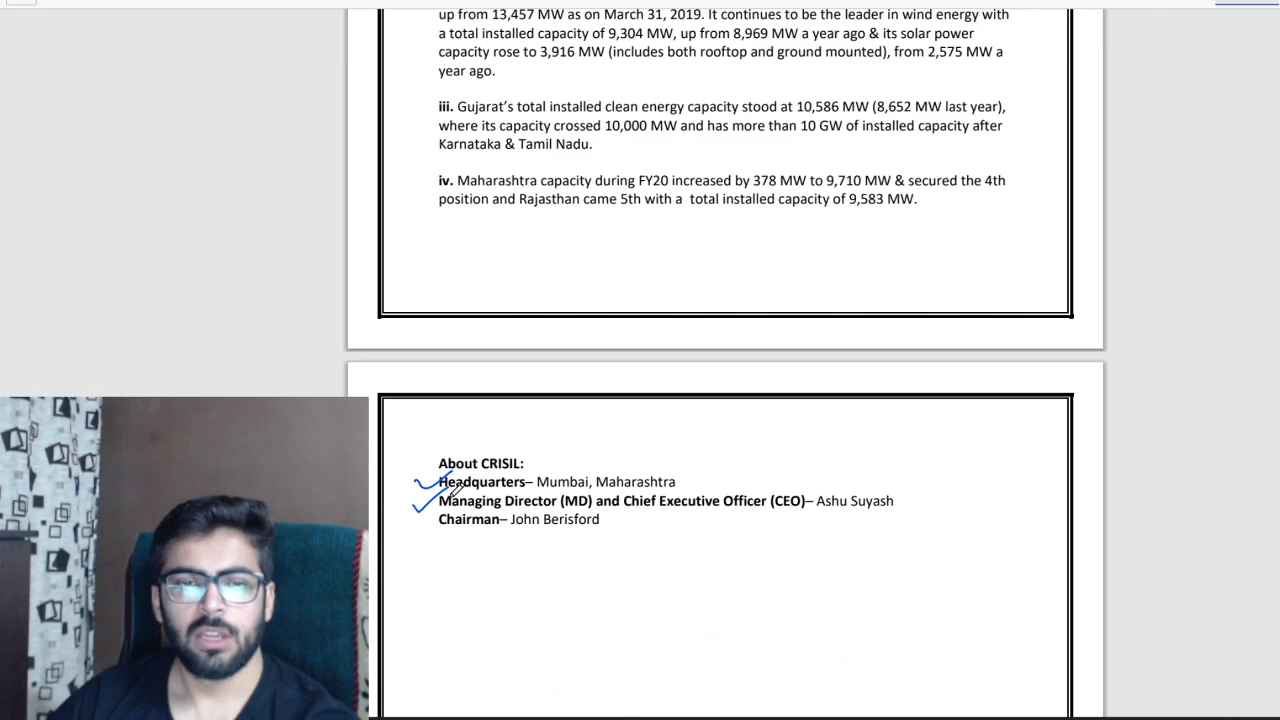 up from 13,457 MW as on March 31, 2019. It continues to be the leader in wind energy with
a total installed capacity of 9,304 MW, up from 8,969 MW a year ago & its solar power
capacity rose to 3,916 MW (includes both rooftop and ground mounted), from 2,575 MW a
year ago.
iii. Gujarat’s total installed clean energy capacity stood at 10,586 MW (8,652 MW last year),
where its capacity crossed 10,000 MW and has more than 10 GW of installed capacity after
Karnataka & Tamil Nadu.
iv. Maharashtra capacity during FY20 increased by 378 MW to 9,710 MW & secured the 4th
position and Rajasthan came 5th with a total installed capacity of 9,583 MW.
About CRISIL:
Headquarters– Mumbai, Maharashtra
Managing Director (MD) and Chief Executive Officer (CEO)– Ashu Suyash
Chairman– John Berisford